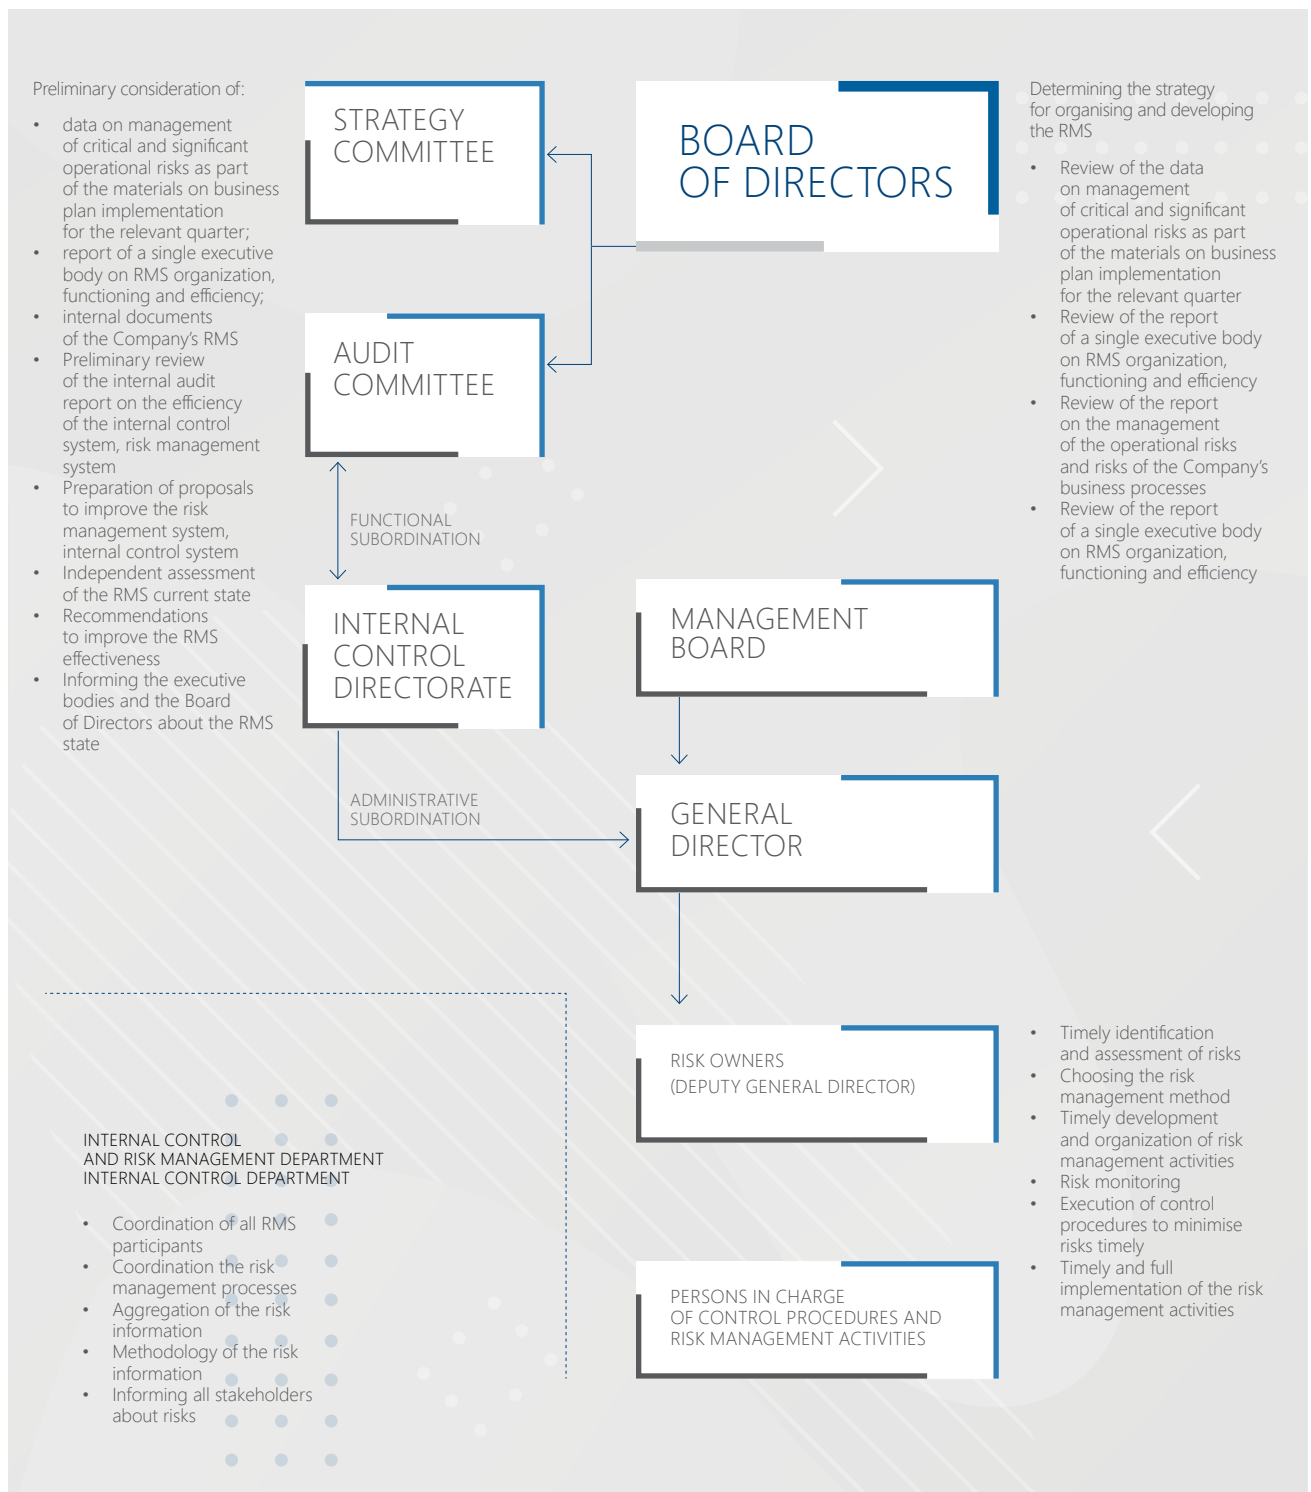 Preliminary consideration of:
• data on management
of critical and significant
operational risks as part
of the materials on business
plan implementation
for the relevant quarter;
• report of a single executive
body on RMS organization,
functioning and efficiency;
• internal documents
of the Company's RMS
• Preliminary review
of the internal audit
report on the efficiency
of the internal control
system, risk management
system
• Preparation of proposals
to improve the risk
management system,
internal control system
• Independent assessment
of the RMS current state
• Recommendations
to improve the RMS
effectiveness
• Informing the executive
bodies and the Board
of Directors about the RMS
state
STRATEGY
COMMITTEE
BOARD
OF DIRECTORS
Determining the strategy
for organising and developing
the RMS
• Review of the data
on management
of critical and significant
operational risks as part
of the materials on business
plan implementation
for the relevant quarter
• Review of the report
of a single executive body
on RMS organization,
functioning and efficiency
• Review of the report
on the management
of the operational risks
and risks of the Company's
business processes
• Review of the report
of a single executive body
on RMS organization,
functioning and efficiency
AUDIT
COMMITTEE
FUNCTIONAL
SUBORDINATION
INTERNAL
CONTROL
DIRECTORATE
MANAGEMENT
BOARD
ADMINISTRATIVE
SUBORDINATION
GENERAL
DIRECTOR
RISK OWNERS
(DEPUTY GENERAL DIRECTOR)
• Timely identification
and assessment of risks
• Choosing the risk
management method
• Timely development
and organization of risk
management activities
• Risk monitoring
• Execution of control
procedures to minimise
risks timely
• Timely and full
implementation of the risk
management activities
INTERNAL CONTROL
AND RISK MANAGEMENT DEPARTMENT
INTERNAL CONTROL DEPARTMENT
• Coordination of all RMS
participants
• Coordination the risk
management processes
• Aggregation of the risk
information
• Methodology of the risk
information
• Informing all stakeholders
about risks
PERSONS IN CHARGE
OF CONTROL PROCEDURES AND
RISK MANAGEMENT ACTIVITIES